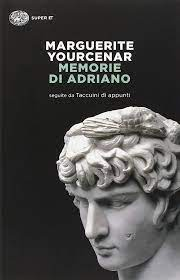 SUPER ET
MARGUERITE
YOURCENAR
MEMORIE
DI ADRIANO
seguite da Taccuini di appunti